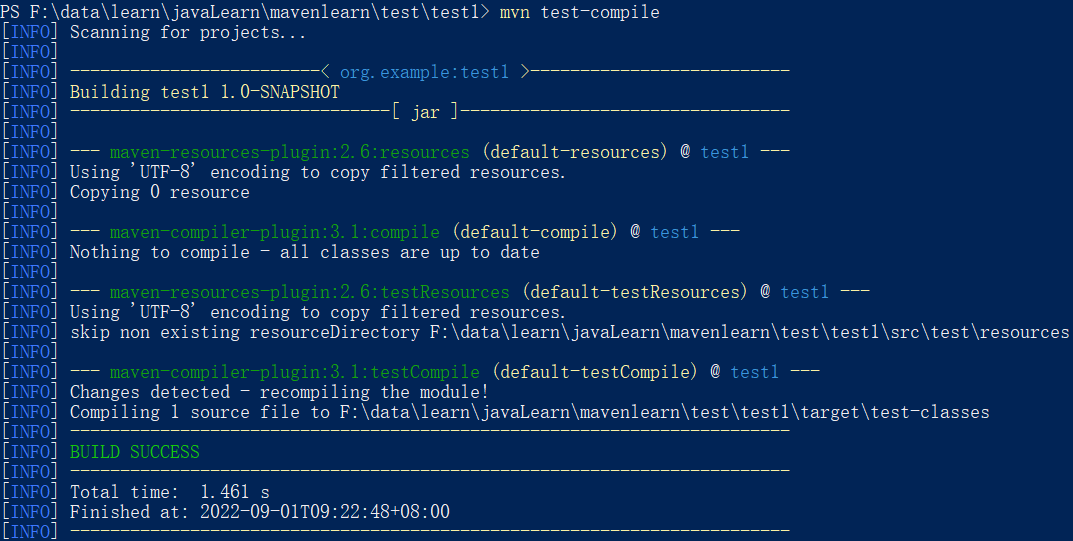 PS F:\data\learn\javaLearn\mavenlearn\test\test1> mvn test-compile
[INFO] Scanning for projects...
[INFO]
[INFO] -------------------------< org.example:test1 >--------------------------
[INFO] Building test1 1.0-SNAPSHOT
[INFO] --------------------------------[ jar ]---------------------------------
[INFO]
[INFO] --- maven-resources-plugin:2.6:resources (default-resources) @ test1 ---
[INFO] Using 'UTF-8' encoding to copy filtered resources.
[INFO] Copying 0 resource
[INFO]
[INFO] --- maven-compiler-plugin:3.1:compile (default-compile) @ test1 ---
[INFO] Nothing to compile - all classes are up to date
[INFO]
[INFO] --- maven-resources-plugin:2.6:testResources (default-testResources) @ test1 ---
[INFO] Using 'UTF-8' encoding to copy filtered resources.
[INFO] skip non existing resourceDirectory F:\data\learn\javaLearn\mavenlearn\test\test1\src\test\resources
[INFO]
[INFO] --- maven-compiler-plugin:3.1:testCompile (default-testCompile) @ test1 ---
[INFO] Changes detected - recompiling the module!
[INFO] Compiling 1 source file to F:\data\learn\javaLearn\mavenlearn\test\test1\target\test-classes
[INFO] ------------------------------------------------------------------------
[INFO] BUILD SUCCESS
[INFO] ------------------------------------------------------------------------
[INFO] Total time:  1.461 s
[INFO] Finished at: 2022-09-01T09:22:48+08:00
[INFO] ------------------------------------------------------------------------